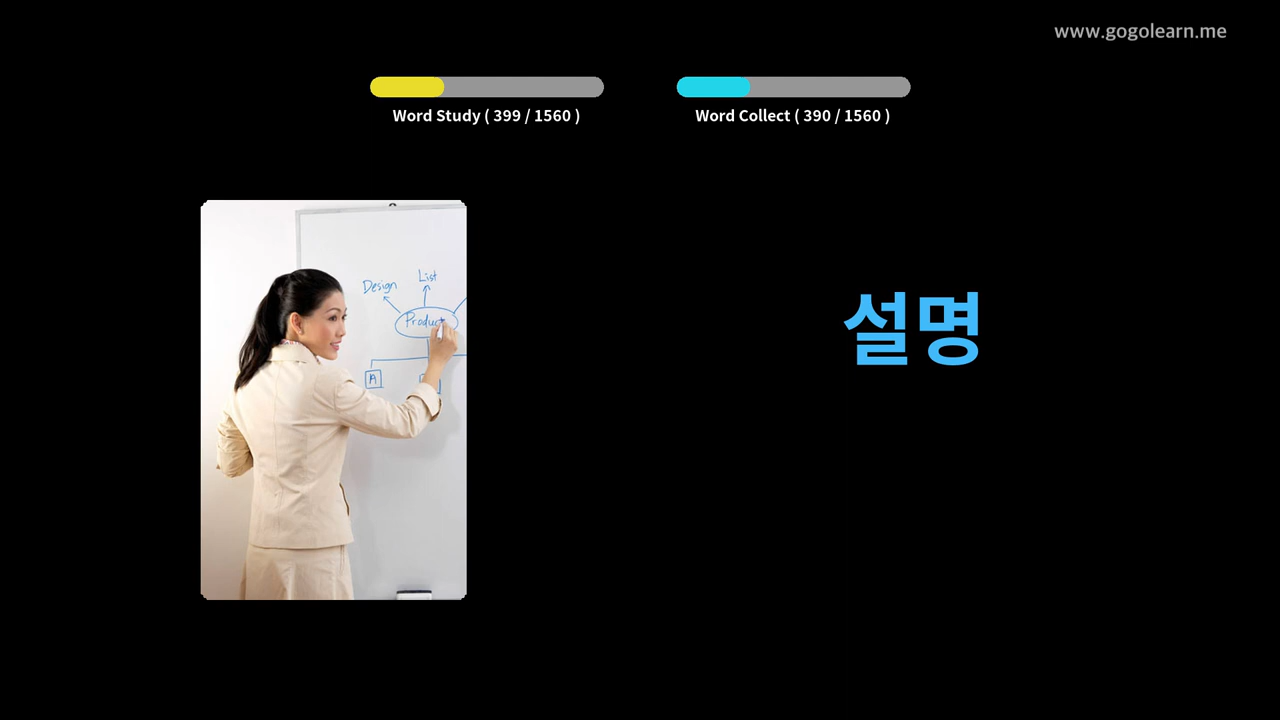 www.gogolearn.me
Word Study ( 399 / 1560 )
Word Collect ( 390 / 1560 )
List
Design
Product
A
설명